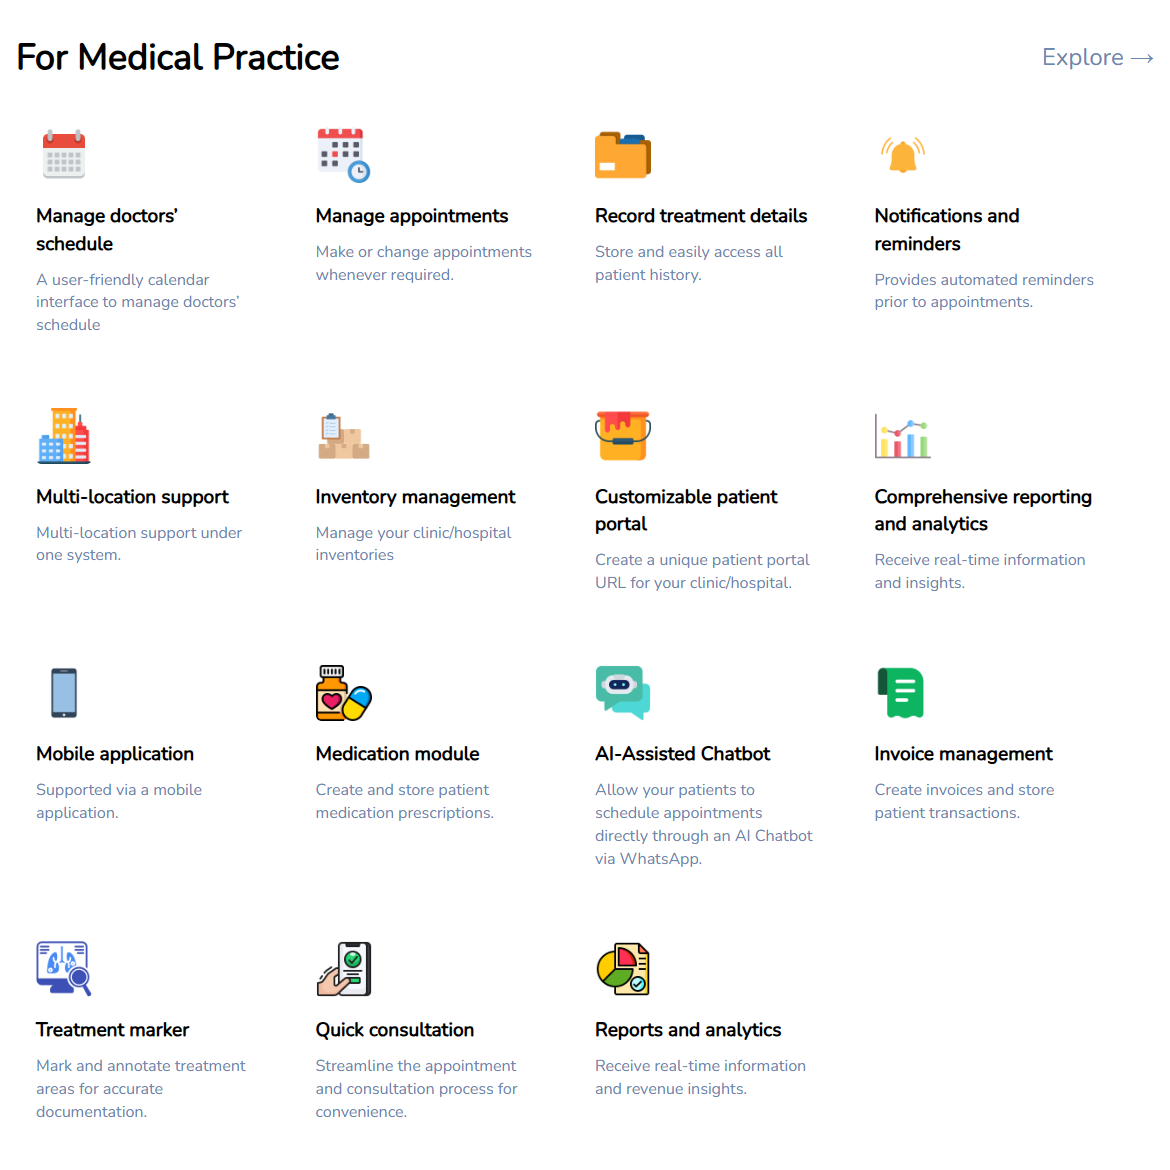 For Medical Practice
Explore →
Manage doctors’
schedule
A user-friendly calendar
interface to manage doctors’
schedule
Manage appointments
Make or change appointments
whenever required.
Record treatment details
Store and easily access all
patient history.
Notifications and
reminders
Provides automated reminders
prior to appointments.
Multi-location support
Multi-location support under
one system.
Inventory management
Manage your clinic/hospital
inventories
Customizable patient
portal
Create a unique patient portal
URL for your clinic/hospital.
Comprehensive reporting
and analytics
Receive real-time information
and insights.
Mobile application
Supported via a mobile
application.
Medication module
Create and store patient
medication prescriptions.
AI-Assisted Chatbot
Allow your patients to
schedule appointments
directly through an AI Chatbot
via WhatsApp.
Invoice management
Create invoices and store
patient transactions.
Treatment marker
Mark and annotate treatment
areas for accurate
documentation.
Quick consultation
Streamline the appointment
and consultation process for
convenience.
Reports and analytics
Receive real-time information
and revenue insights.